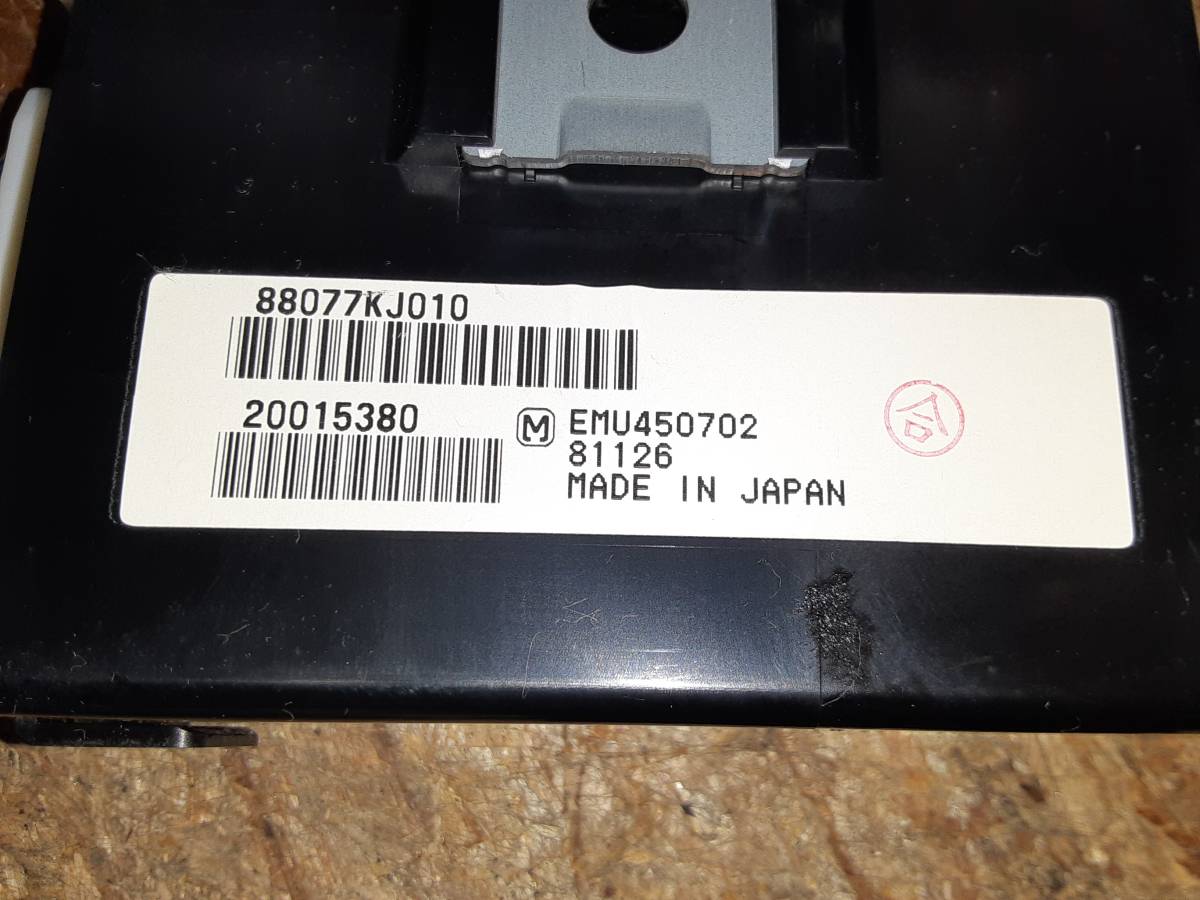 88077KJ010
20015380
M EMU450702
81126
MADE IN JAPAN
合